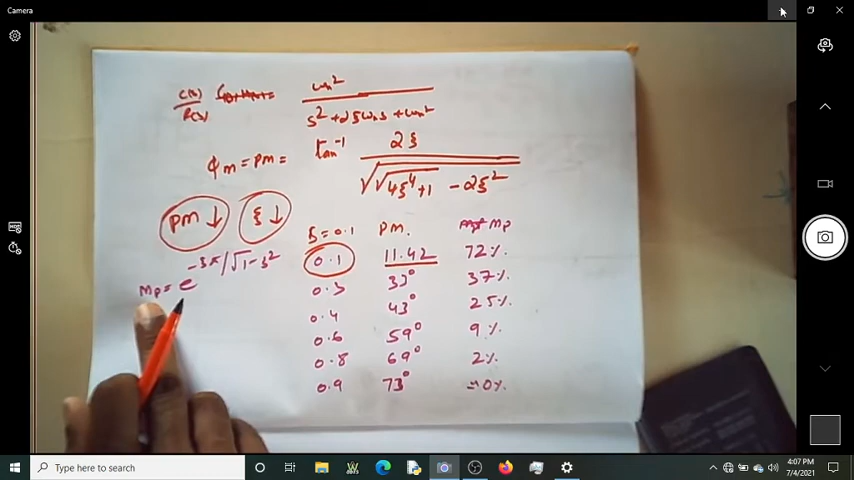 Camera
C(s)/R(s) = ωn² / s²+2ξωns+ωn²
ϕm = PM = tan⁻¹ 2ξ / √√4ξ⁴+1 - 2ξ²
PM ↓ ξ ↓
ξ = 0.1 PM. Mp
0.1 11.42 72%
0.3 33° 37%
0.4 43° 25%
0.6 59° 9%
0.8 69° 2%
0.9 73° 0%
Mp = e^-ξπ/√1-ξ²
Type here to search
4:07 PM
7/4/2021